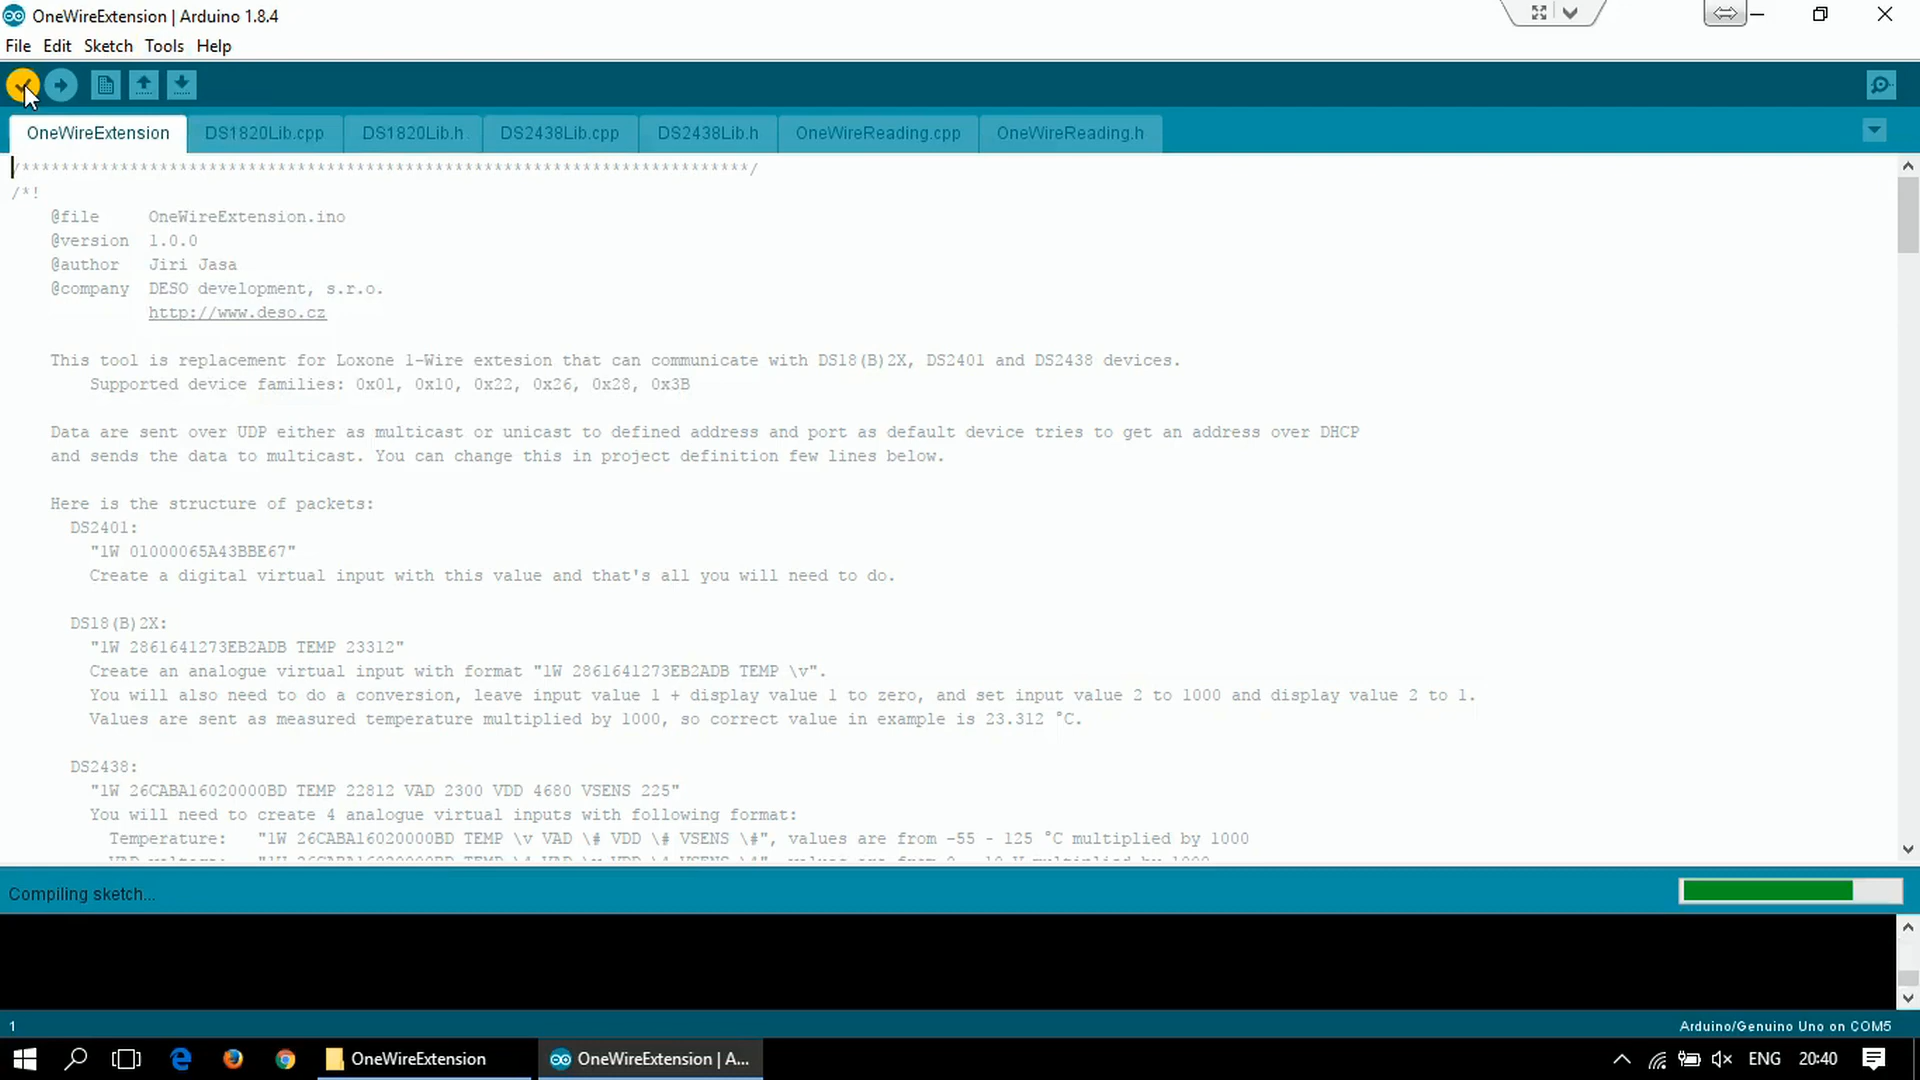 OneWireExtension | Arduino 1.8.4
File Edit Sketch Tools Help
OneWireExtension DS1820Lib.cpp DS1820Lib.h DS2438Lib.cpp DS2438Lib.h OneWireReading.cpp OneWireReading.h
/**************************************************************************/
/*!
@file OneWireExtension.ino
@version 1.0.0
@author Jiri Jasa
@company DESO development, s.r.o.
http://www.deso.cz
This tool is replacement for Loxone 1-Wire extesion that can communicate with DS18(B)2X, DS2401 and DS2438 devices.
Supported device families: 0x01, 0x10, 0x22, 0x26, 0x28, 0x3B
Data are sent over UDP either as multicast or unicast to defined address and port as default device tries to get an address over DHCP
and sends the data to multicast. You can change this in project definition few lines below.
Here is the structure of packets:
DS2401:
"1W 01000065A43BBE67"
Create a digital virtual input with this value and that's all you will need to do.
DS18(B)2X:
"1W 2861641273EB2ADB TEMP 23312"
Create an analogue virtual input with format "1W 2861641273EB2ADB TEMP \v".
You will also need to do a conversion, leave input value 1 + display value 1 to zero, and set input value 2 to 1000 and display value 2 to 1.
Values are sent as measured temperature multiplied by 1000, so correct value in example is 23.312 °C.
DS2438:
"1W 26CABA16020000BD TEMP 22812 VAD 2300 VDD 4680 VSENS 225"
You will need to create 4 analogue virtual inputs with following format:
Temperature: "1W 26CABA16020000BD TEMP \v VAD \# VDD \# VSENS \#", values are from -55 - 125 °C multiplied by 1000
Compiling sketch...
1
Arduino/Genuino Uno on COM5
OneWireExtension
OneWireExtension | A...
ENG
20:40